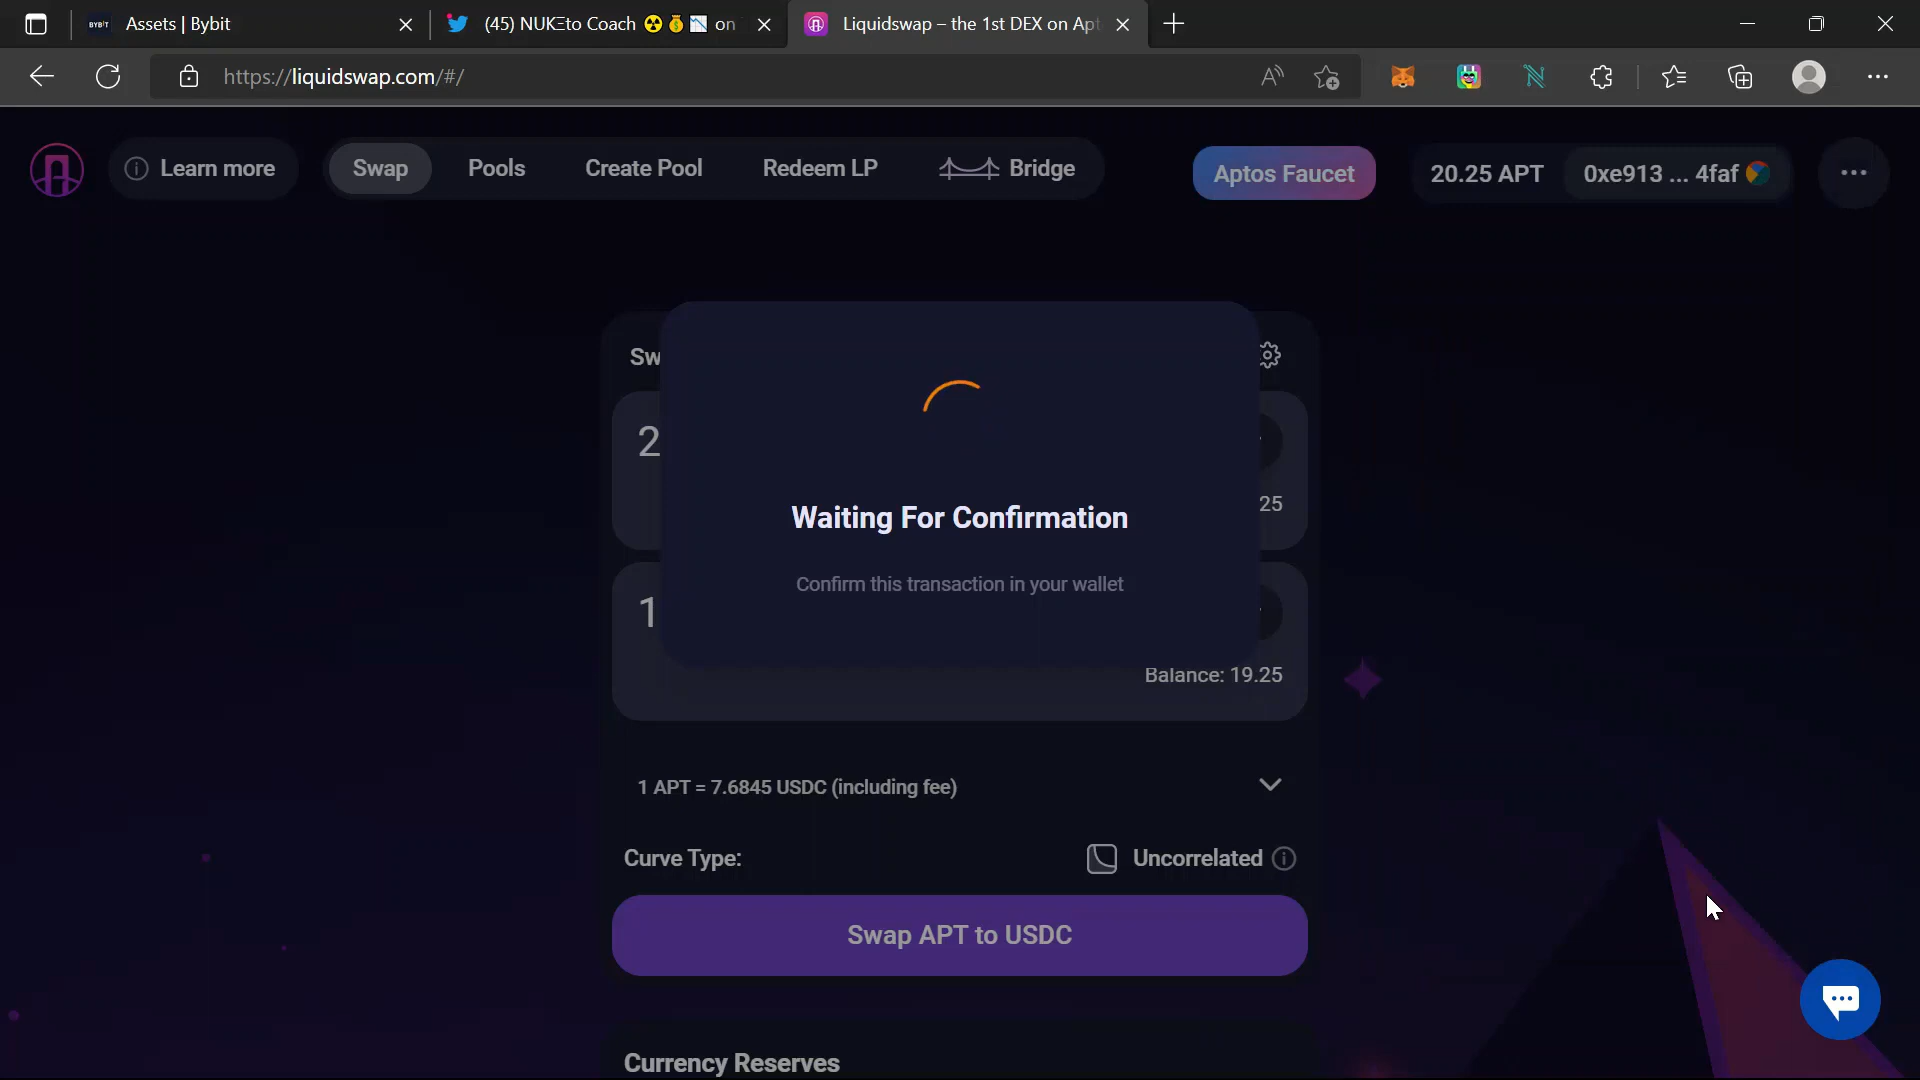 BYBIT Assets | Bybit
(45) NUKΞto Coach ☢️💰📉 on
Liquidswap – the 1st DEX on Apt
https://liquidswap.com/#/
Learn more
Swap
Pools
Create Pool
Redeem LP
Bridge
Aptos Faucet
20.25 APT
0xe913 ... 4faf
Sw
2
25
Waiting For Confirmation
Confirm this transaction in your wallet
1
Balance: 19.25
1 APT = 7.6845 USDC (including fee)
Curve Type:
Uncorrelated
Swap APT to USDC
Currency Reserves